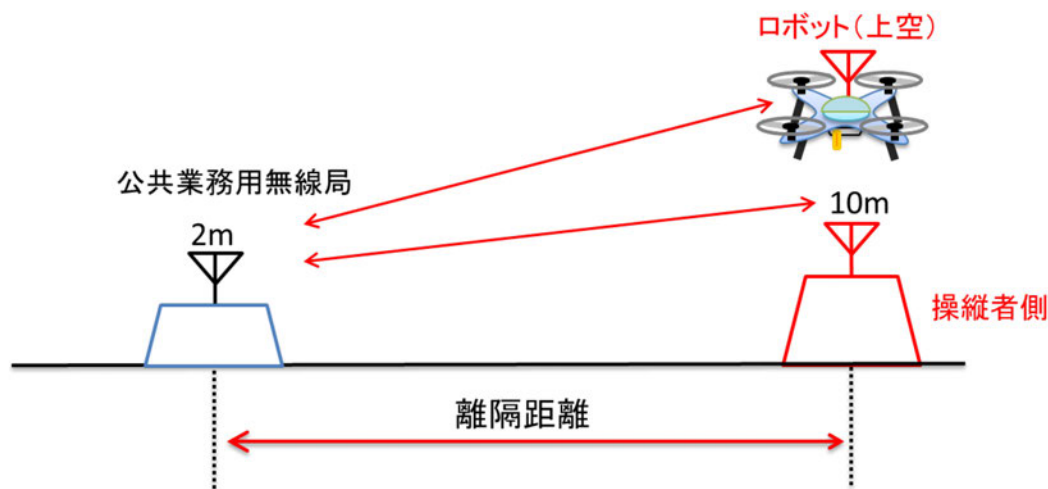 ロボット(上空)
公共業務用無線局
2m
10m
操縦者側
離隔距離